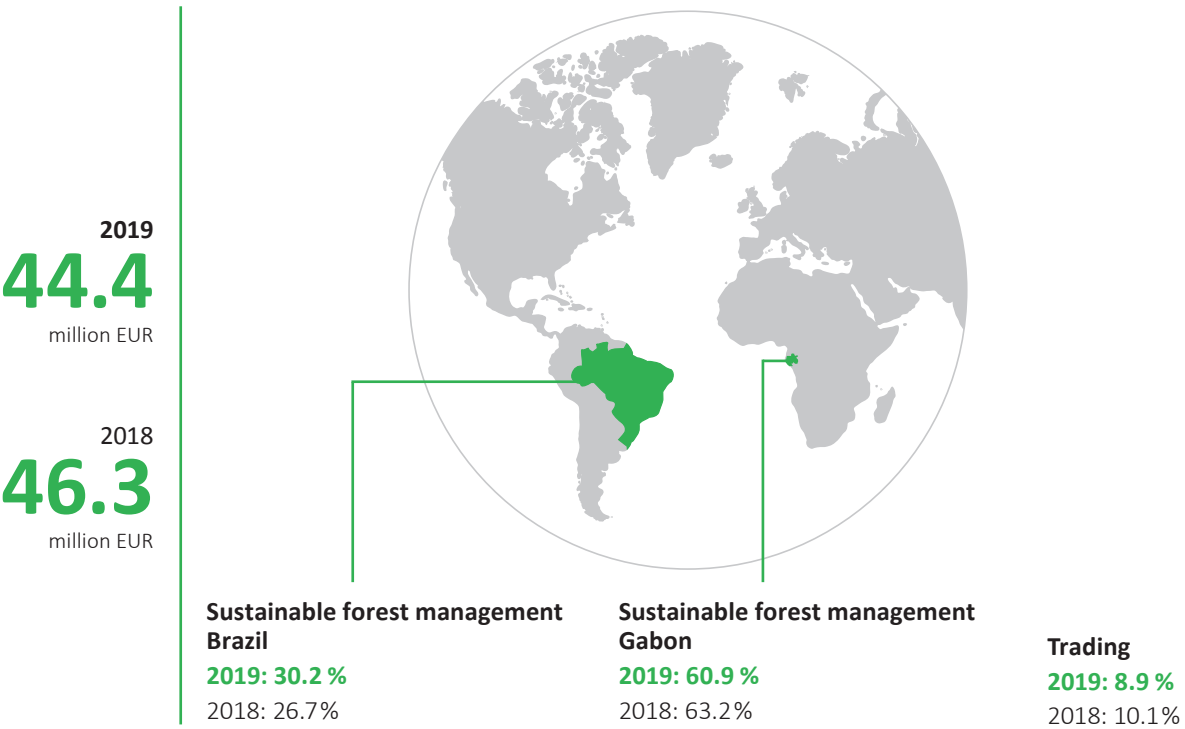 2019
44.4
million EUR
2018
46.3
million EUR
Sustainable forest management
Brazil
2019: 30.2 %
2018: 26.7%
Sustainable forest management
Gabon
2019: 60.9 %
2018: 63.2%
Trading
2019: 8.9 %
2018: 10.1%